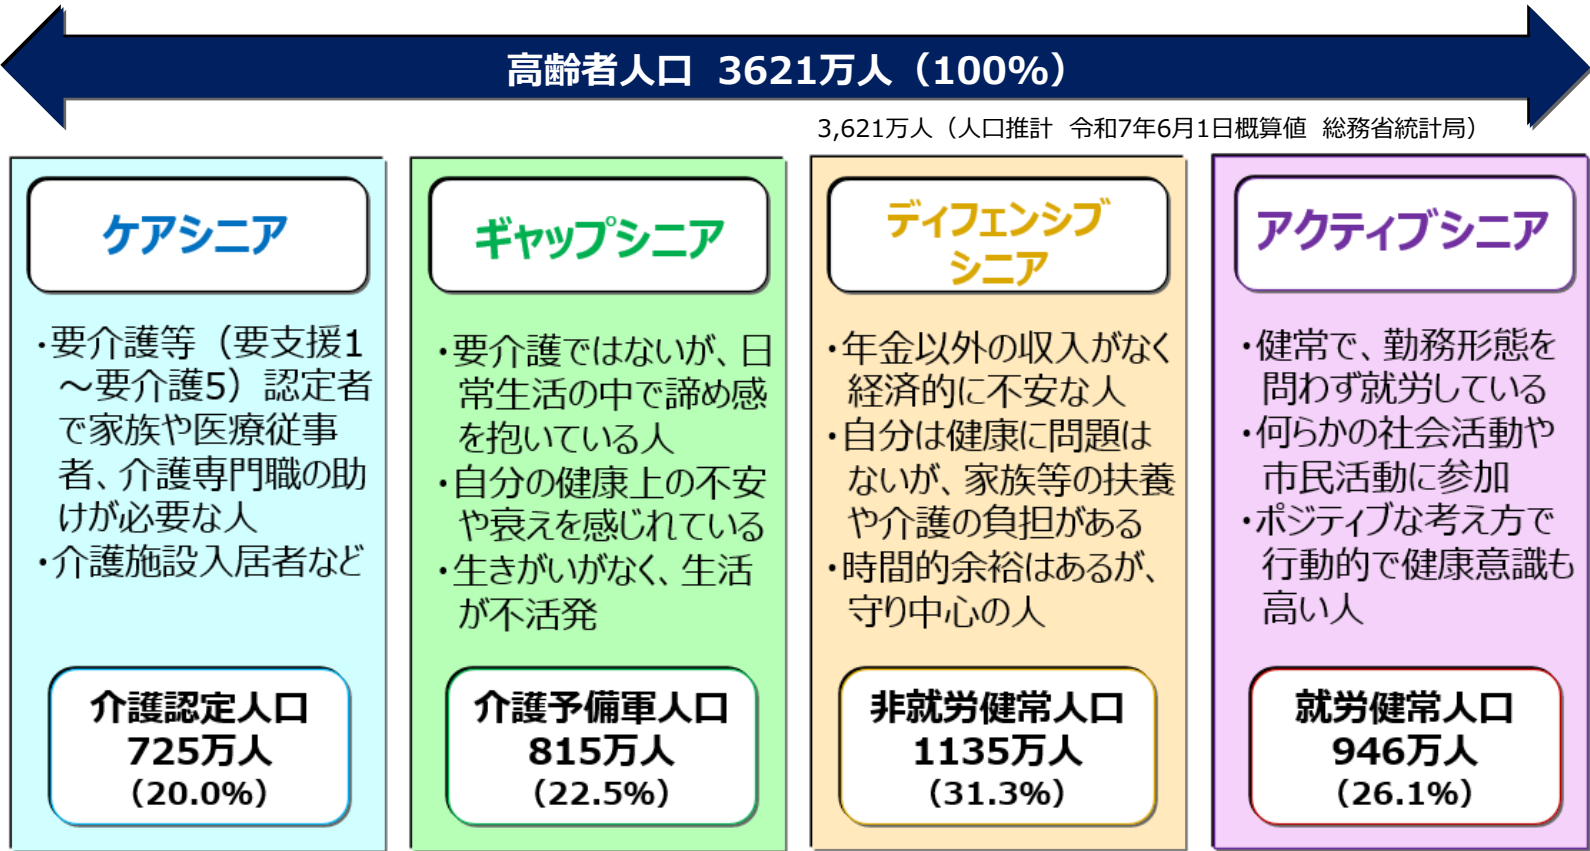 高齢者人口 3621万人（100%）
3,621万人（人口推計 令和7年6月1日概算値 総務省統計局）
ケアシニア
・要介護等（要支援1
～要介護5）認定者
で家族や医療従事
者、介護専門職の助
けが必要な人
・介護施設入居者など
介護認定人口
725万人
（20.0%）
ギャップシニア
・要介護ではないが、日
常生活の中で諦め感
を抱いている人
・自分の健康上の不安
や衰えを感じれている
・生きがいがなく、生活
が不活発
介護予備軍人口
815万人
（22.5%）
ディフェンシブ
シニア
・年金以外の収入がなく
経済的に不安な人
・自分は健康に問題は
ないが、家族等の扶養
や介護の負担がある
・時間的余裕はあるが、
守り中心の人
非就労健常人口
1135万人
（31.3%）
アクティブシニア
・健常で、勤務形態を
問わず就労している
・何らかの社会活動や
市民活動に参加
・ポジティブな考え方で
行動的で健康意識も
高い人
就労健常人口
946万人
（26.1%）